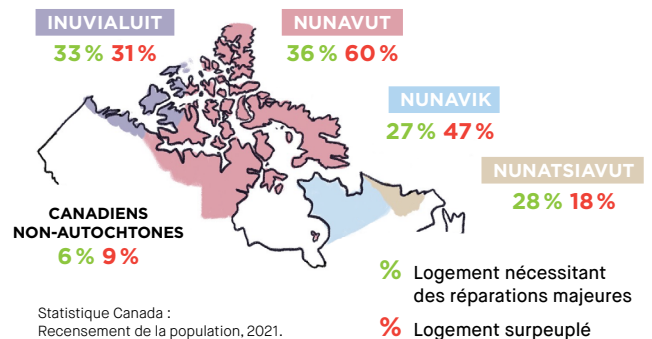 INUVIALUIT
33 % 31 %
NUNAVUT
36 % 60 %
NUNAVIK
27 % 47 %
NUNATSIAVUT
28 % 18 %
CANADIENS
NON-AUTOCHTONES
6 % 9 %
% Logement nécessitant
des réparations majeures
% Logement surpeuplé
Statistique Canada :
Recensement de la population, 2021.